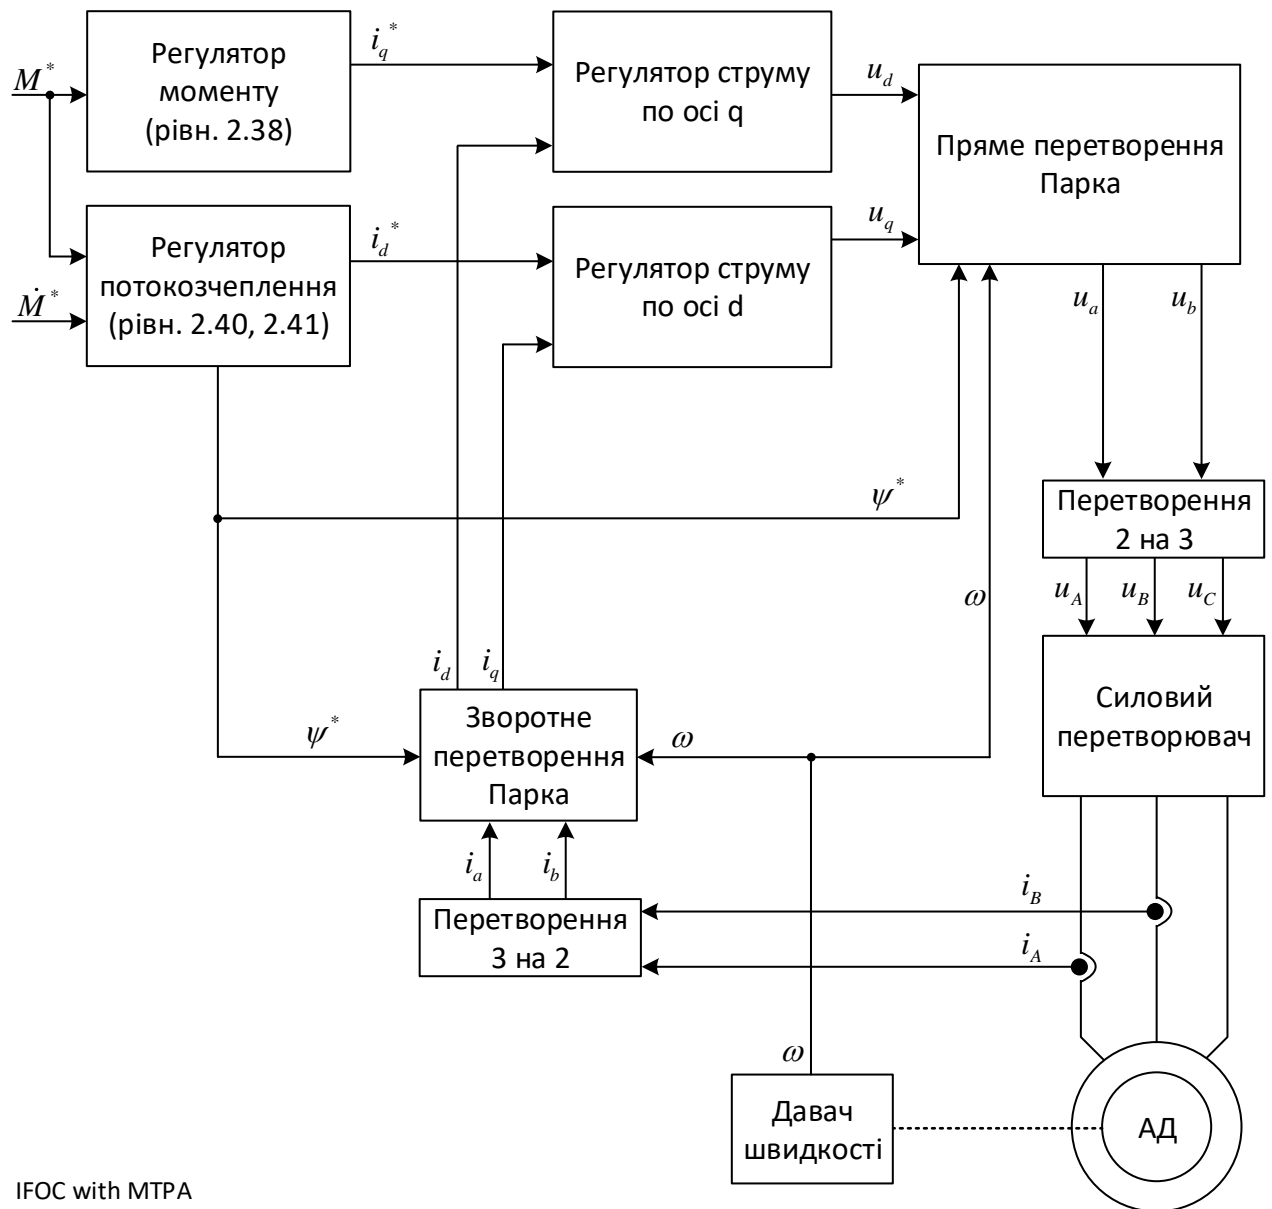 M*
Ṁ*
Регулятор
моменту
(рівн. 2.38)
i_q*
Регулятор струму
по осі q
u_d
Пряме перетворення
Парка
Регулятор
потокозчеплення
(рівн. 2.40, 2.41)
i_d*
Регулятор струму
по осі d
u_q
u_a
u_b
ψ*
Перетворення
2 на 3
ω
u_A
u_B
u_C
i_d
i_q
Силовий
перетворювач
ψ*
Зворотне
перетворення
Парка
ω
i_a
i_b
Перетворення
3 на 2
i_B
i_A
ω
Давач
швидкості
АД
IFOC with MTPA